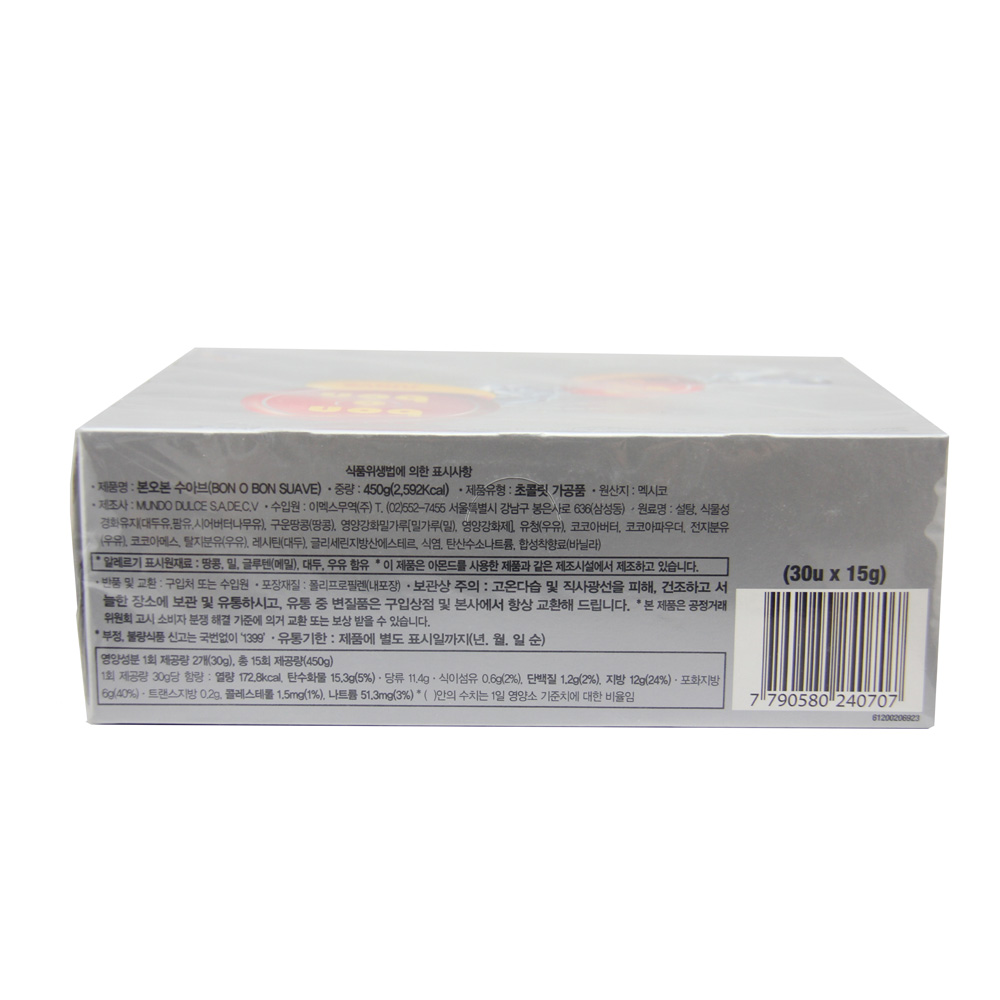 식품위생법에 의한 표시사항
· 제품명 : 본오본 수아브(BON O BON SUAVE) · 중량 : 450g(2,592Kcal) · 제품유형 : 초콜릿 가공품 · 원산지 : 멕시코
· 제조사 : MUNDO DULCE S.A.DE.C.V · 수입원 : 이멕스무역(주) T. (02)552-7455 서울특별시 강남구 봉은사로 636(삼성동) · 원료명 : 설탕, 식물성
경화유지(대두유,팜유,시어버터나무유), 구운땅콩(땅콩), 영양강화밀가루[밀가루(밀), 영양강화제], 유청(우유), 코코아버터, 코코아파우더, 전지분유
(우유), 코코아매스, 탈지분유(우유), 레시틴(대두), 글리세린지방산에스테르, 식염, 탄산수소나트륨, 합성착향료(바닐라)
* 알레르기 표시원재료 : 땅콩, 밀, 글루텐(메밀), 대두, 우유 함유 * 이 제품은 아몬드를 사용한 제품과 같은 제조시설에서 제조하고 있습니다.
· 반품 및 교환 : 구입처 또는 수입원 · 포장재질 : 폴리프로필렌(내포장) · 보관상 주의 : 고온다습 및 직사광선을 피해, 건조하고 서
늘한 장소에 보관 및 유통하시고, 유통 중 변질품은 구입상점 및 본사에서 항상 교환해 드립니다. * 본 제품은 공정거래
위원회 고시 소비자 분쟁 해결 기준에 의거 교환 또는 보상 받을 수 있습니다.
* 부정, 불량식품 신고는 국번없이 '1399' · 유통기한 : 제품에 별도 표시일까지(년. 월. 일 순)
영양성분 1회 제공량 2개(30g), 총 15회 제공량(450g)
1회 제공량 30g당 함량 : 열량 172.8kcal, 탄수화물 15.3g(5%) · 당류 11.4g · 식이섬유 0.6g(2%), 단백질 1.2g(2%), 지방 12g(24%) · 포화지방
6g(40%) · 트랜스지방 0.2g, 콜레스테롤 1.5mg(1%), 나트륨 51.3mg(3%) * ( )안의 수치는 1일 영양소 기준치에 대한 비율임
(30u x 15g)
7 790580 240707
61200206923